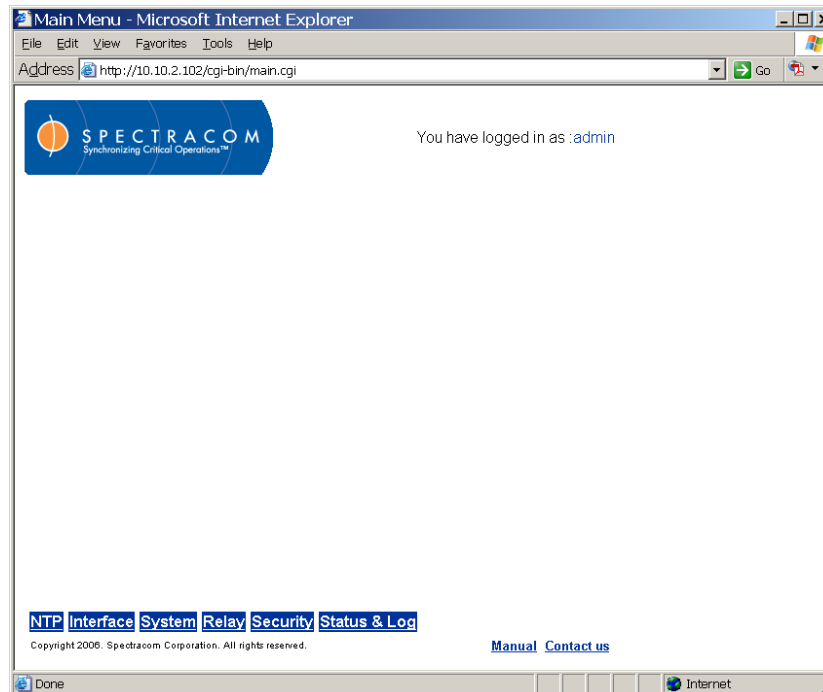 Main Menu - Microsoft Internet Explorer
File Edit View Favorites Tools Help
Address http://10.10.2.102/cgi-bin/main.cgi Go
SPECTRACOM
Synchronizing Critical Operations™
You have logged in as :admin
NTP Interface System Relay Security Status & Log
Copyright 2006. Spectracom Corporation. All rights reserved.
Manual Contact us
Done Internet